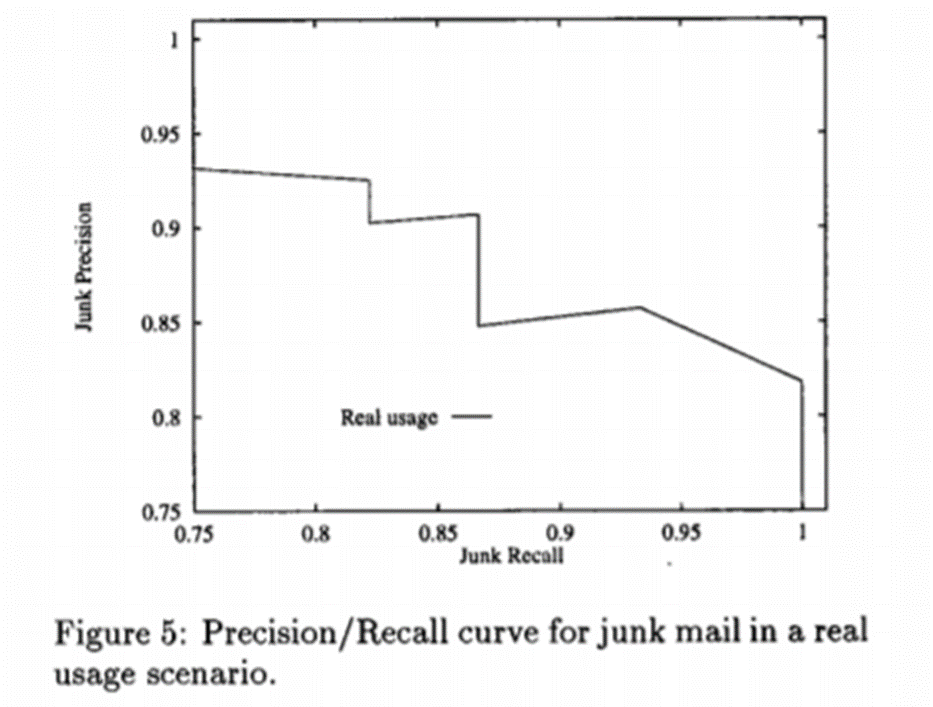 1
0.95
0.9
0.85
0.8
0.75
Junk Precision
Real usage
0.75 0.8 0.85 0.9 0.95 1
Junk Recall
Figure 5: Precision/Recall curve for junk mail in a real
usage scenario.